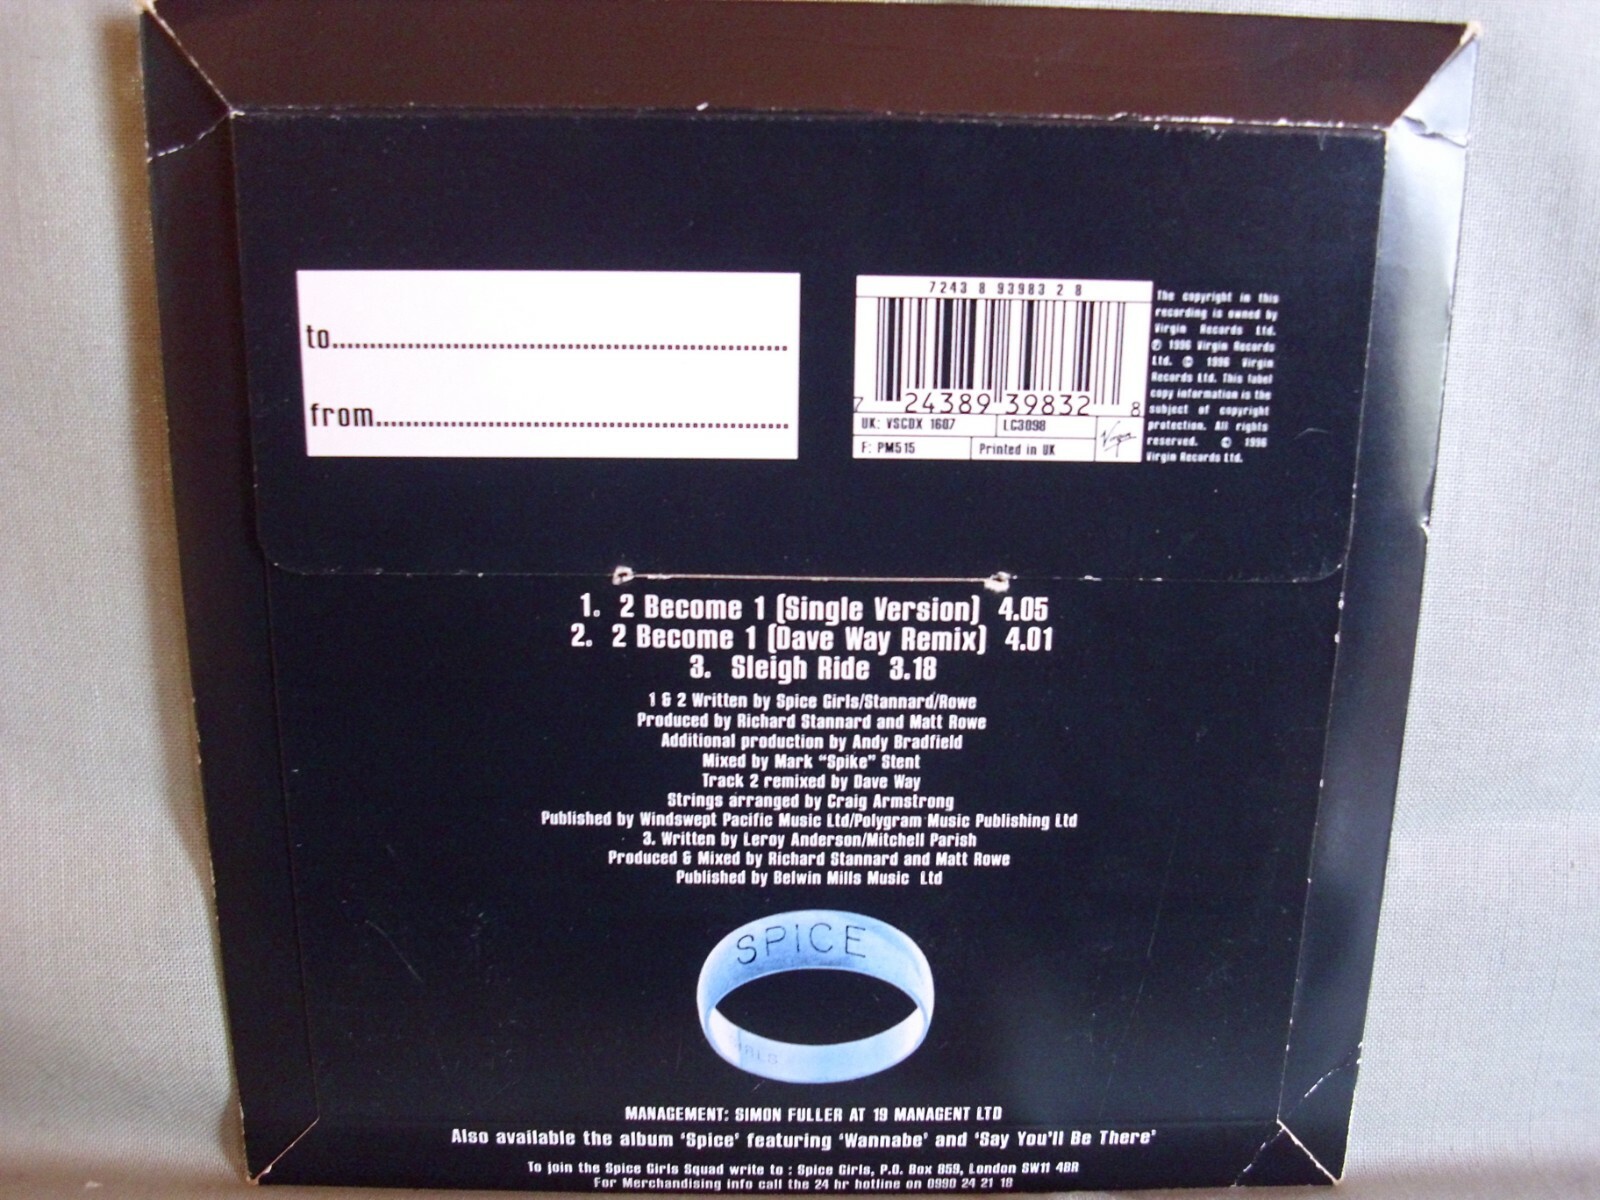 to
from
7243 8 93983 2 8
7 24389 39832 8
UK: VSCDX 1607
LC3098
F: PM515
Printed in UK
Virgin
The copyright in this
recording is owned by
Virgin Records Ltd.
℗ 1996 Virgin Records
Ltd. © 1996 Virgin
Records Ltd. This label
copy information is the
subject of copyright
protection. All rights
reserved. © 1996
Virgin Records Ltd.
1. 2 Become 1 (Single Version) 4.05
2. 2 Become 1 (Dave Way Remix) 4.01
3. Sleigh Ride 3.18
1 & 2 Written by Spice Girls/Stannard/Rowe
Produced by Richard Stannard and Matt Rowe
Additional production by Andy Bradfield
Mixed by Mark “Spike” Stent
Track 2 remixed by Dave Way
Strings arranged by Craig Armstrong
Published by Windswept Pacific Music Ltd/Polygram Music Publishing Ltd
3. Written by Leroy Anderson/Mitchell Parish
Produced & Mixed by Richard Stannard and Matt Rowe
Published by Belwin Mills Music Ltd
SPICE
MANAGEMENT: SIMON FULLER AT 19 MANAGENT LTD
Also available the album ‘Spice’ featuring ‘Wannabe’ and ‘Say You’ll Be There’
To join the Spice Girls Squad write to : Spice Girls, P.O. Box 859, London SW11 4BR
For Merchandising info call the 24 hr hotline on 0990 24 21 18